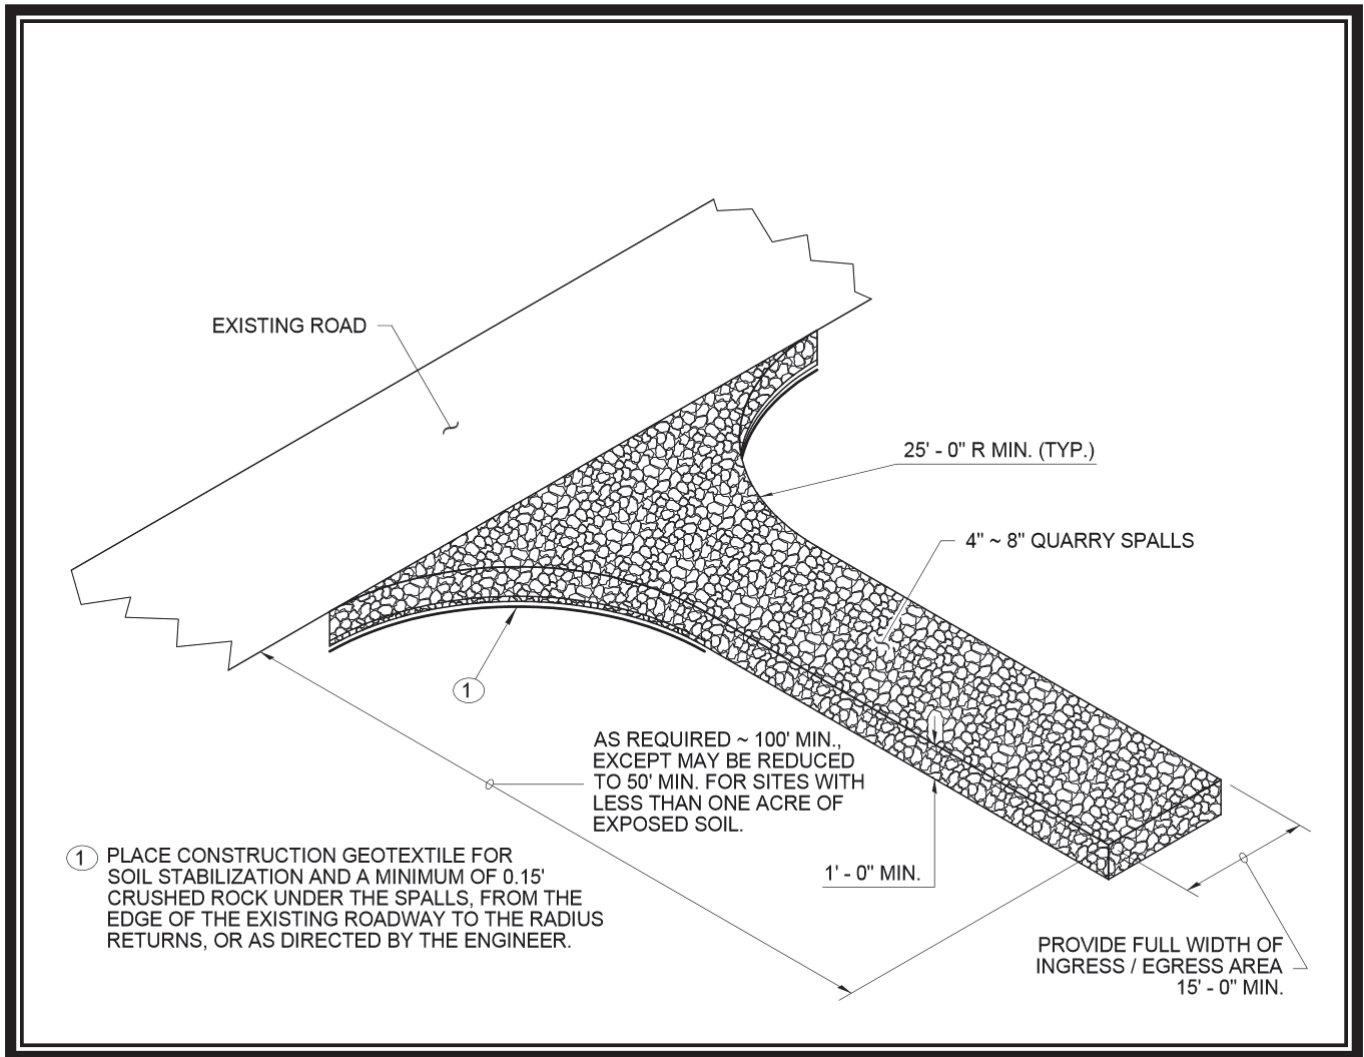 EXISTING ROAD
25' - 0" R MIN. (TYP.)
4" ~ 8" QUARRY SPALLS
1
AS REQUIRED ~ 100' MIN.,
EXCEPT MAY BE REDUCED
TO 50' MIN. FOR SITES WITH
LESS THAN ONE ACRE OF
EXPOSED SOIL.
1' - 0" MIN.
1 PLACE CONSTRUCTION GEOTEXTILE FOR
SOIL STABILIZATION AND A MINIMUM OF 0.15'
CRUSHED ROCK UNDER THE SPALLS, FROM THE
EDGE OF THE EXISTING ROADWAY TO THE RADIUS
RETURNS, OR AS DIRECTED BY THE ENGINEER.
PROVIDE FULL WIDTH OF
INGRESS / EGRESS AREA
15' - 0" MIN.